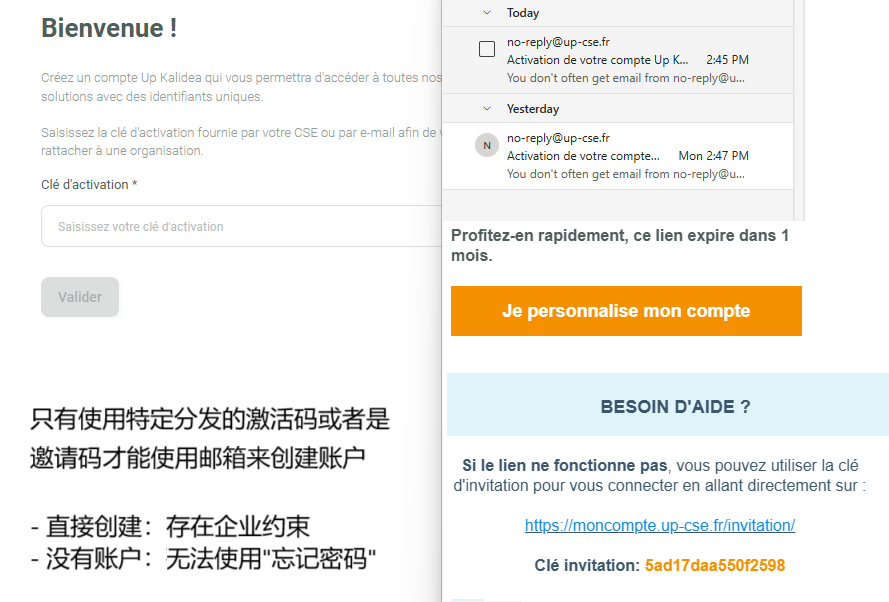 Bienvenue !
Créez un compte Up Kalidea qui vous permettra d'accéder à toutes nos
solutions avec des identifiants uniques.
Saisissez la clé d'activation fournie par votre CSE ou par e-mail afin de
rattacher à une organisation.
Clé d'activation *
Saisissez votre clé d'activation
Valider
只有使用特定分发的激活码或者是
邀请码才能使用邮箱来创建账户
- 直接创建：存在企业约束
- 没有账户：无法使用"忘记密码"
Today
no-reply@up-cse.fr
Activation de votre compte Up K... 2:45 PM
You don't often get email from no-reply@u...
Yesterday
N
no-reply@up-cse.fr
Activation de votre compte... Mon 2:47 PM
You don't often get email from no-reply@u...
Profitez-en rapidement, ce lien expire dans 1
mois.
Je personnalise mon compte
BESOIN D'AIDE ?
Si le lien ne fonctionne pas, vous pouvez utiliser la clé
d'invitation pour vous connecter en allant directement sur :
https://moncompte.up-cse.fr/invitation/
Clé invitation: 5ad17daa550f2598